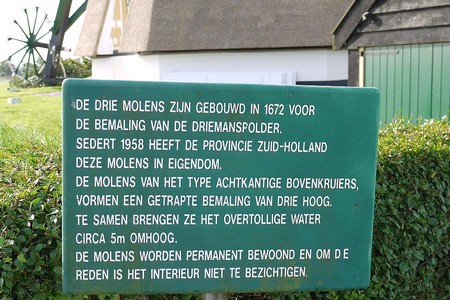 DE DRIE MOLENS ZIJN GEBOUWD IN 1672 VOOR
DE BEMALING VAN DE DRIEMANSPOLDER.
SEDERT 1958 HEEFT DE PROVINCIE ZUID-HOLLAND
DEZE MOLENS IN EIGENDOM.
DE MOLENS VAN HET TYPE ACHTKANTIGE BOVENKRUIERS,
VORMEN EEN GETRAPTE BEMALING VAN DRIE HOOG.
TE SAMEN BRENGEN ZE HET OVERTOLLIGE WATER
CIRCA 5m OMHOOG.
DE MOLENS WORDEN PERMANENT BEWOOND EN OM DE
REDEN IS HET INTERIEUR NIET TE BEZICHTIGEN.